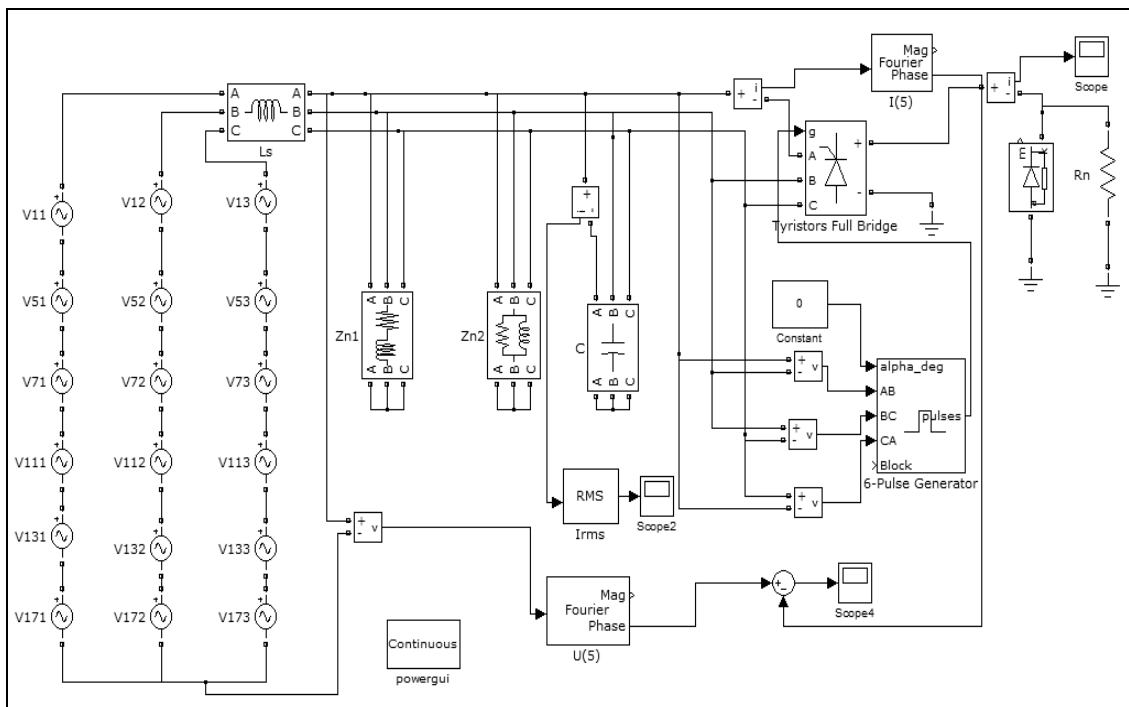 Mag
Fourier
Phase
I(5)
+
i
-
+
i
-
Scope
A
B
C
A
B
C
Ls
g
A
B
C
+
-
Tyristors Full Bridge
E
Rn
+
V11
+
V12
+
V13
+
i
-
+
V51
+
V52
+
V53
A B C
Zn1
A B C
A B C
Zn2
A B C
A B C
C
A B C
0
Constant
+
V71
+
V72
+
V73
+
-
v
alpha_deg
AB
BC
CA
Block
pulses
6-Pulse Generator
+
-
v
+
-
v
+
V111
+
V112
+
V113
RMS
Irms
Scope2
+
V131
+
V132
+
V133
+
-
v
+
V171
+
V172
+
V173
Continuous
powergui
Mag
Fourier
Phase
U(5)
+
-
Scope4